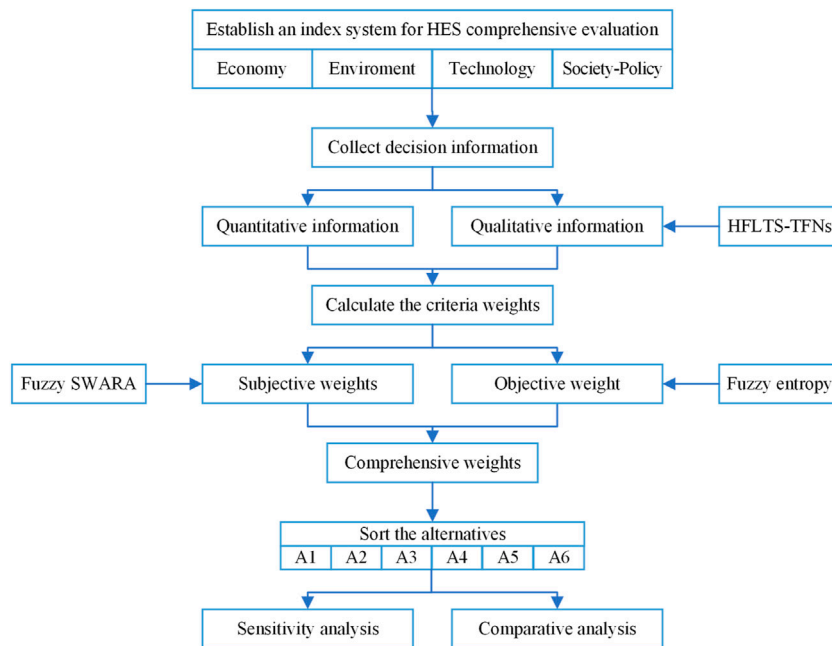 Establish an index system for HES comprehensive evaluation
Economy Enviroment Technology Society-Policy
Collect decision information
Quantitative information Qualitative information HFLTS-TFNs
Calculate the criteria weights
Fuzzy SWARA Subjective weights Objective weight Fuzzy entropy
Comprehensive weights
Sort the alternatives
A1 A2 A3 A4 A5 A6
Sensitivity analysis Comparative analysis